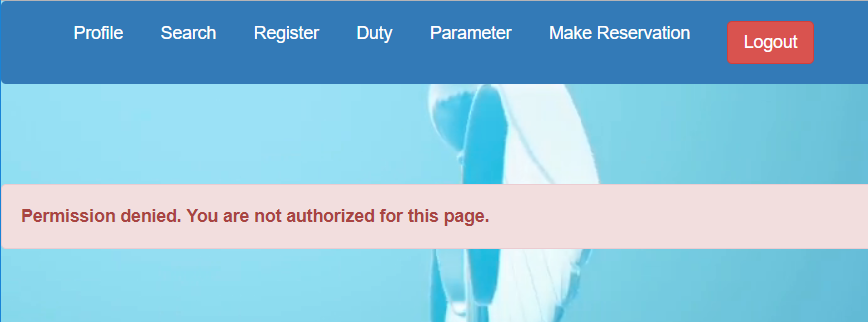 Profile Search Register Duty Parameter Make Reservation Logout
Permission denied. You are not authorized for this page.